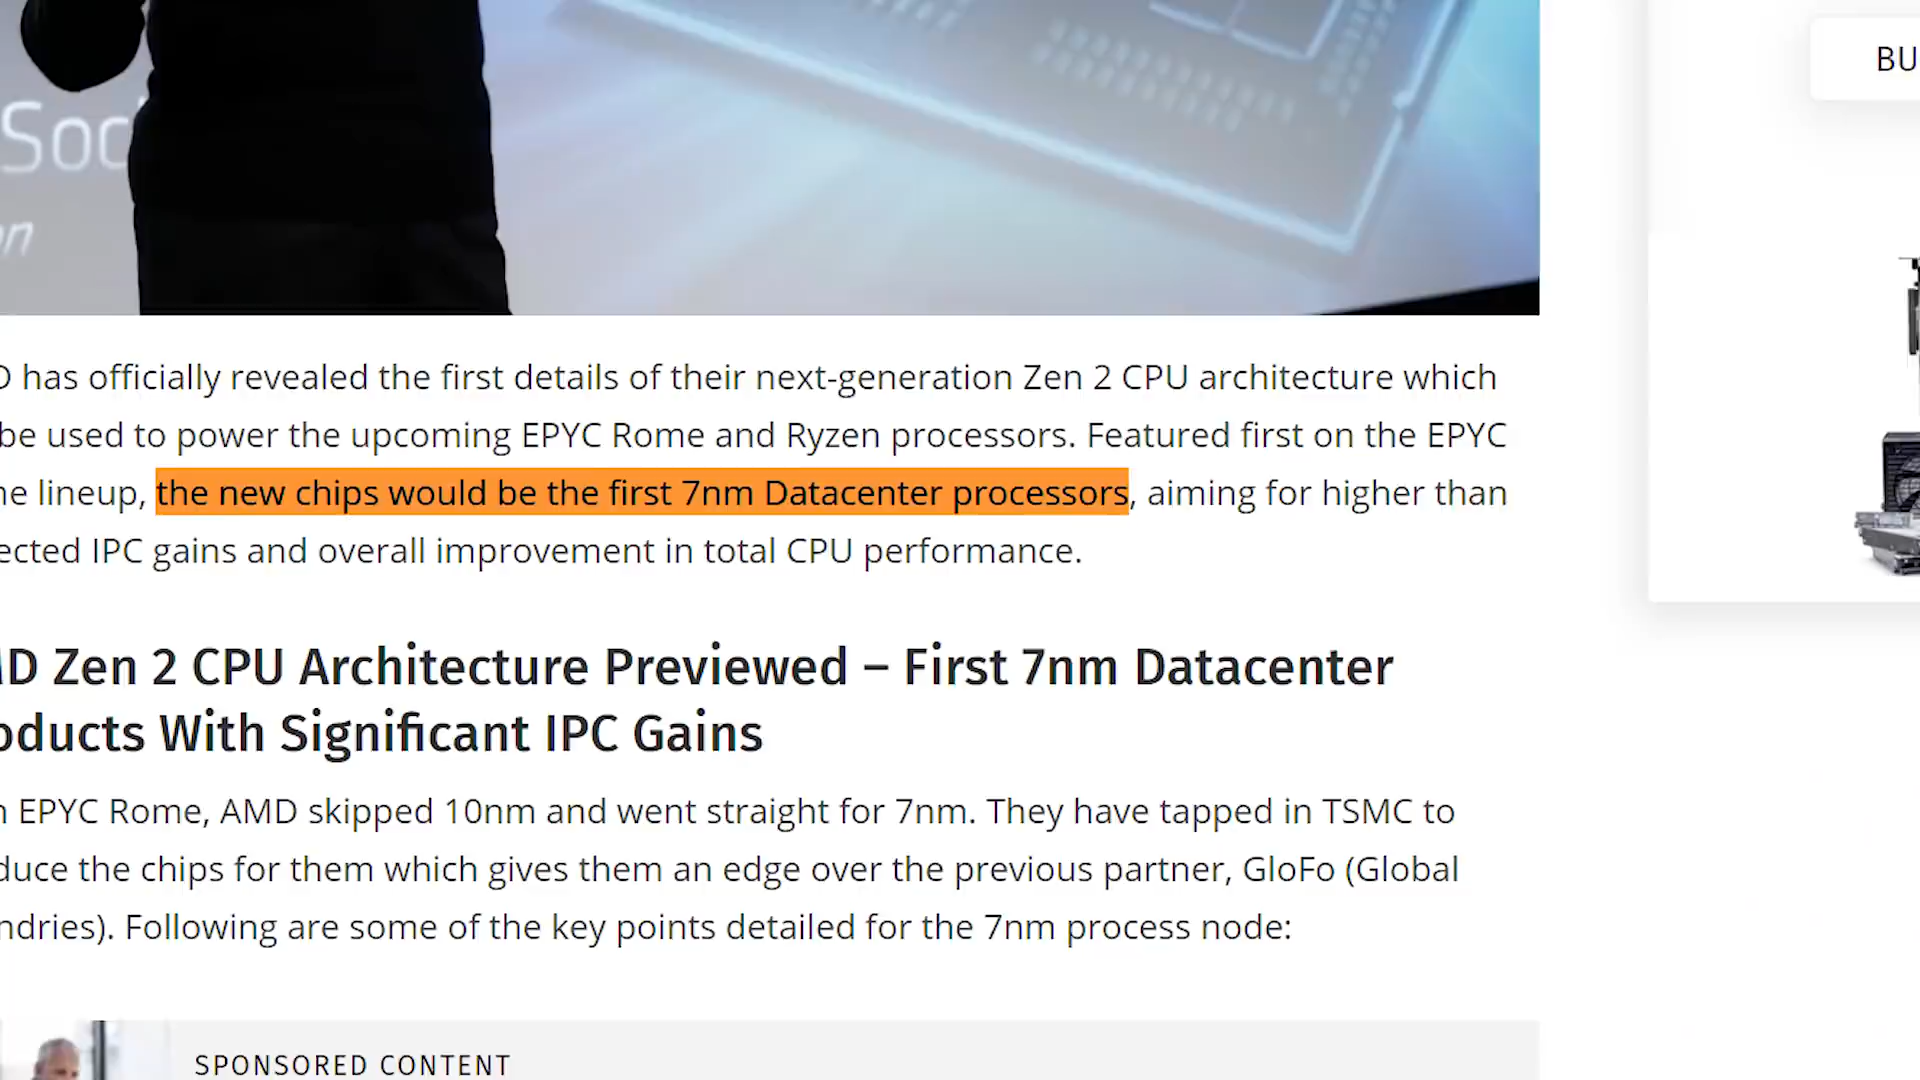 Soc
on
BU
D has officially revealed the first details of their next-generation Zen 2 CPU architecture which
be used to power the upcoming EPYC Rome and Ryzen processors. Featured first on the EPYC
ne lineup, the new chips would be the first 7nm Datacenter processors, aiming for higher than
ected IPC gains and overall improvement in total CPU performance.
MD Zen 2 CPU Architecture Previewed – First 7nm Datacenter
oducts With Significant IPC Gains
n EPYC Rome, AMD skipped 10nm and went straight for 7nm. They have tapped in TSMC to
duce the chips for them which gives them an edge over the previous partner, GloFo (Global
ndries). Following are some of the key points detailed for the 7nm process node:
SPONSORED CONTENT